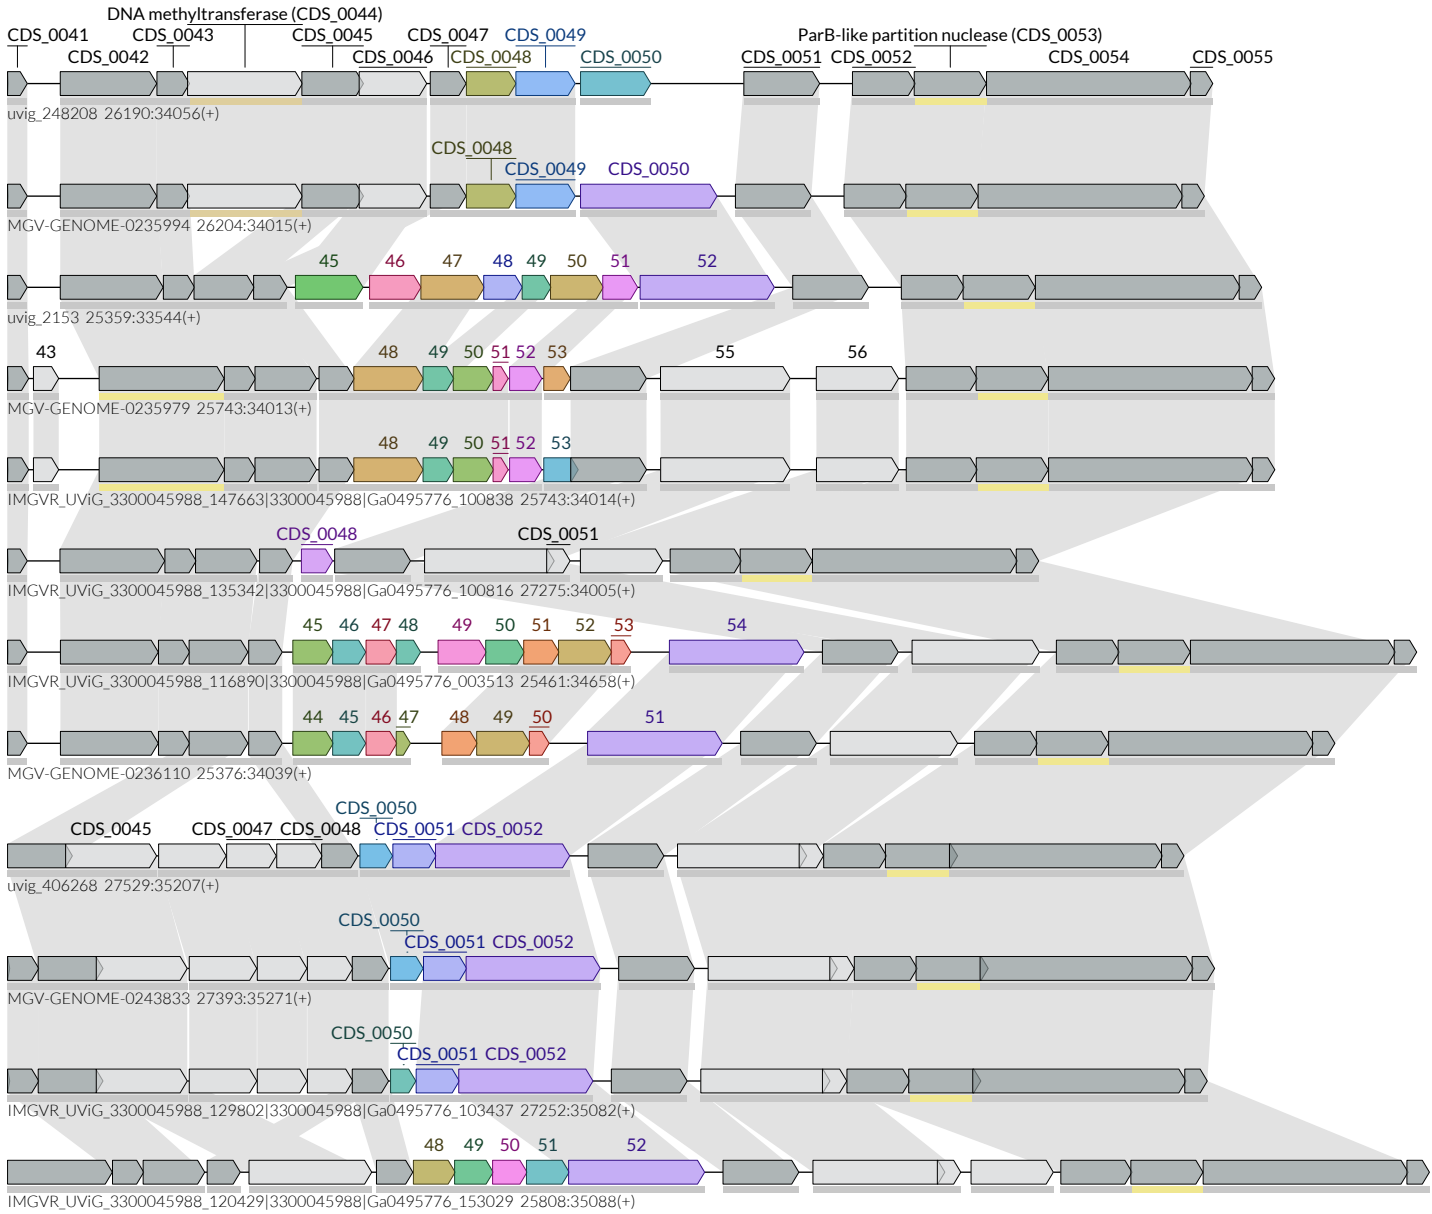 DNA methyltransferase (CDS_0044)
CDS_0041 CDS_0043 CDS_0045 CDS_0047 CDS_0049 ParB-like partition nuclease (CDS_0053)
CDS_0042 CDS_0046 CDS_0048 CDS_0050 CDS_0051 CDS_0052 CDS_0054 CDS_0055
uvig_248208 26190:34056(+)
CDS_0048
CDS_0049 CDS_0050
MGV-GENOME-0235994 26204:34015(+)
45 46 47 48 49 50 51 52
uvig_2153 25359:33544(+)
43 48 49 50 51 52 53 55 56
MGV-GENOME-0235979 25743:34013(+)
48 49 50 51 52 53
IMGVR_UViG_3300045988_147663|3300045988|Ga0495776_100838 25743:34014(+)
CDS_0048 CDS_0051
IMGVR_UViG_3300045988_135342|3300045988|Ga0495776_100816 27275:34005(+)
45 46 47 48 49 50 51 52 53 54
IMGVR_UViG_3300045988_116890|3300045988|Ga0495776_003513 25461:34658(+)
44 45 46 47 48 49 50 51
MGV-GENOME-0236110 25376:34039(+)
CDS_0050
CDS_0045 CDS_0047 CDS_0048 CDS_0051 CDS_0052
uvig_406268 27529:35207(+)
CDS_0050
CDS_0051 CDS_0052
MGV-GENOME-0243833 27393:35271(+)
CDS_0050
CDS_0051 CDS_0052
IMGVR_UViG_3300045988_129802|3300045988|Ga0495776_103437 27252:35082(+)
48 49 50 51 52
IMGVR_UViG_3300045988_120429|3300045988|Ga0495776_153029 25808:35088(+)